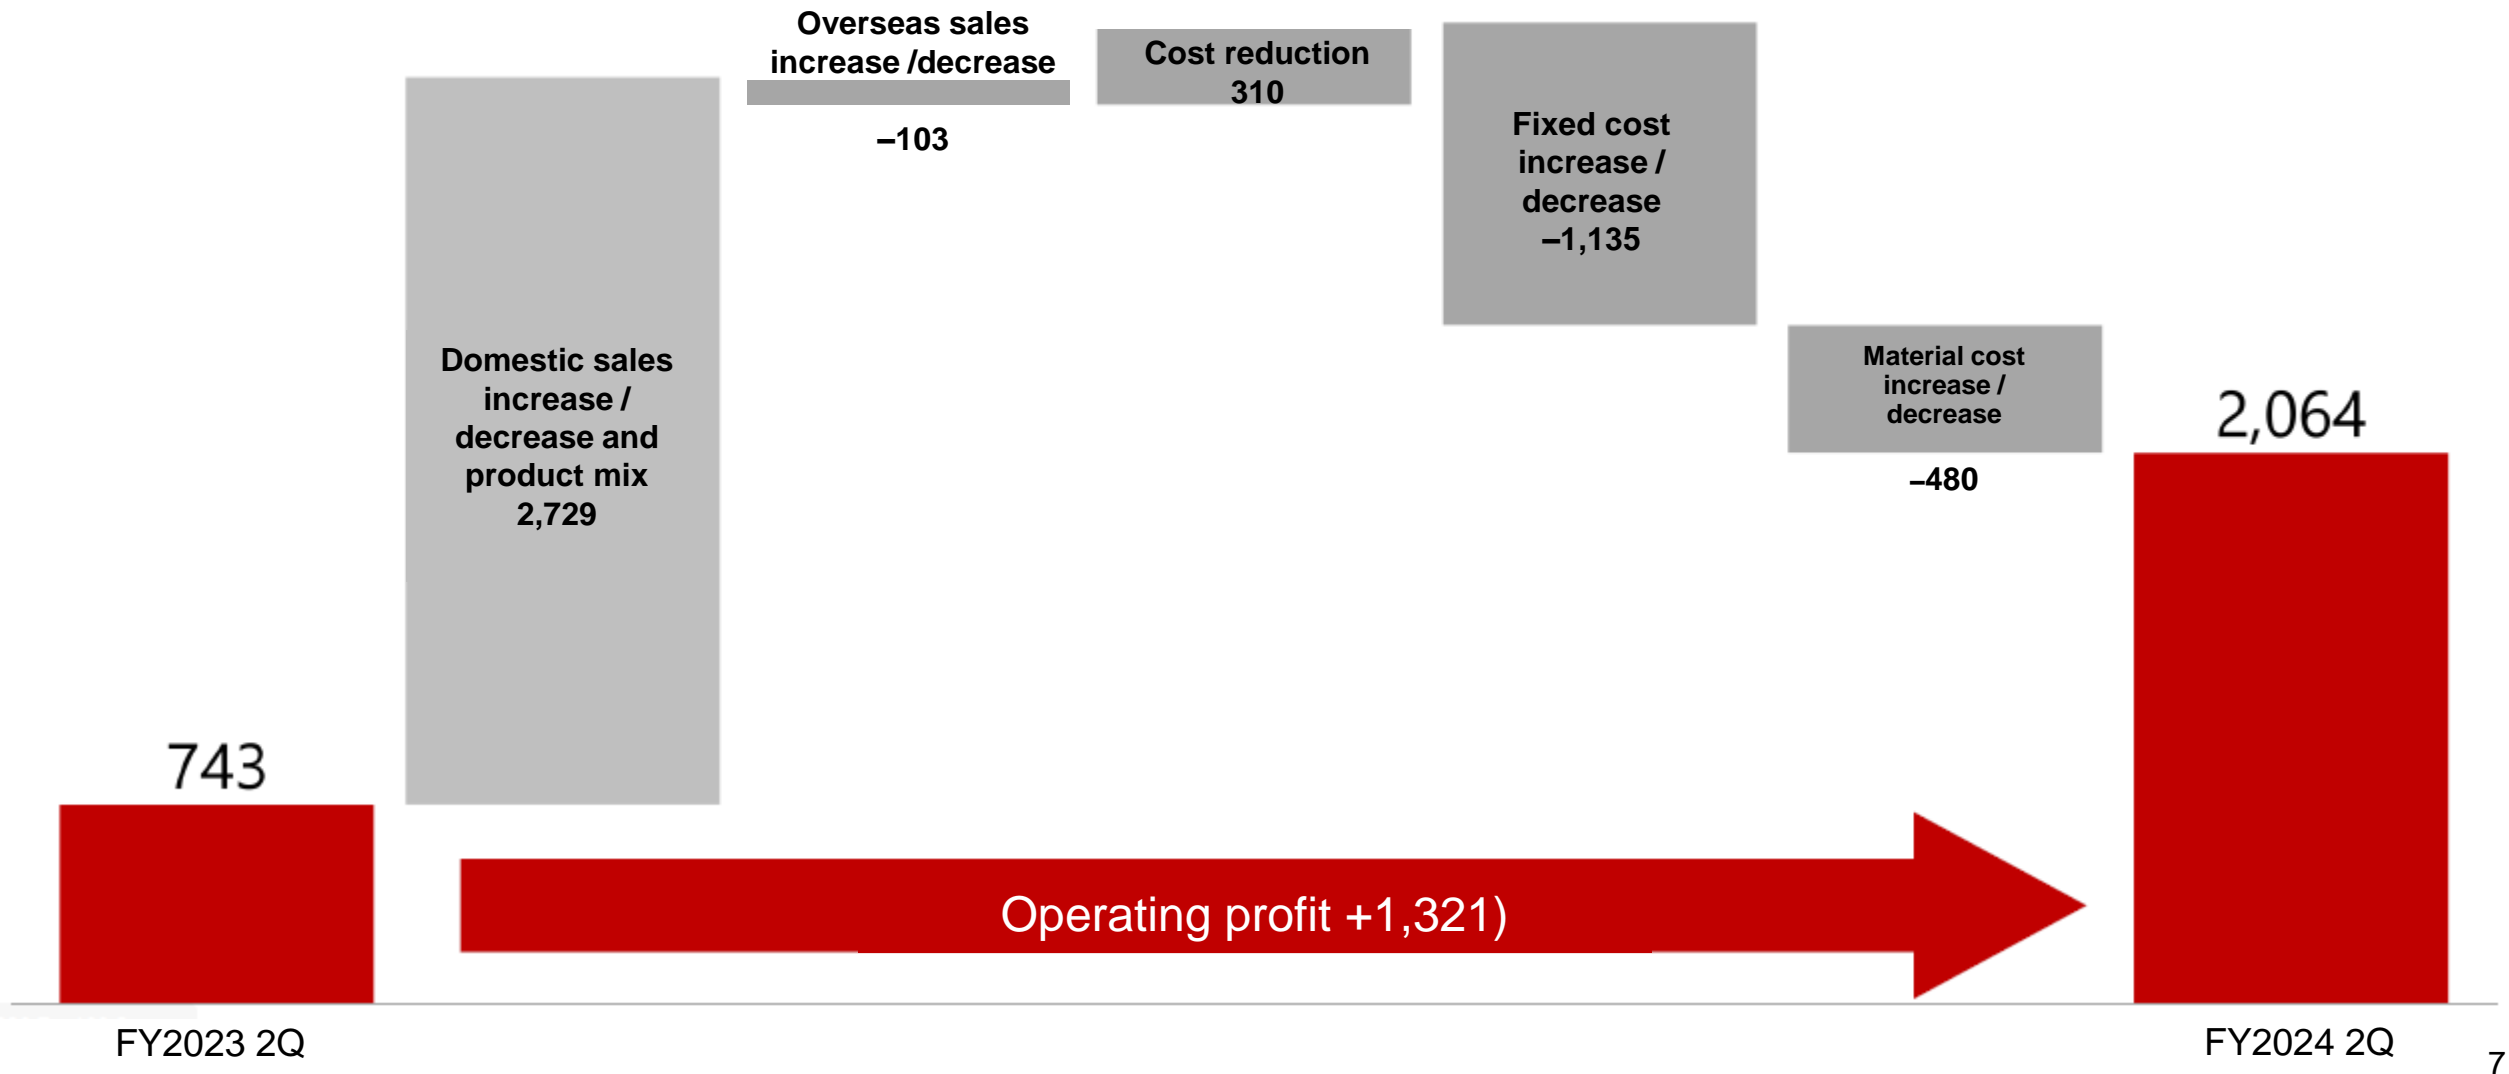 Overseas sales
increase /decrease
–103
Cost reduction
310
Fixed cost
increase /
decrease
–1,135
Domestic sales
increase /
decrease and
product mix
2,729
Material cost
increase /
decrease
–480
743
2,064
Operating profit +1,321)
FY2023 2Q
FY2024 2Q
7